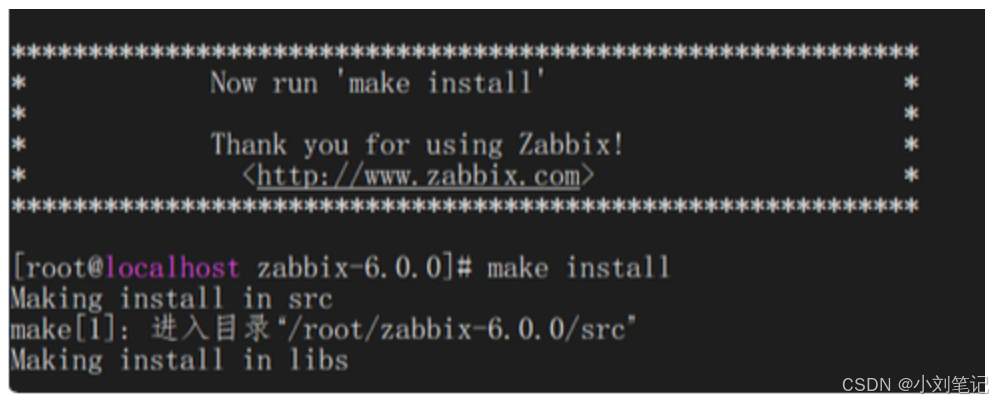 ************************************************************
* Now run 'make install' *
* *
* Thank you for using Zabbix! *
* <http://www.zabbix.com> *
************************************************************
[root@localhost zabbix-6.0.0]# make install
Making install in src
make[1]: 进入目录“/root/zabbix-6.0.0/src”
Making install in libs
CSDN @小刘笔记